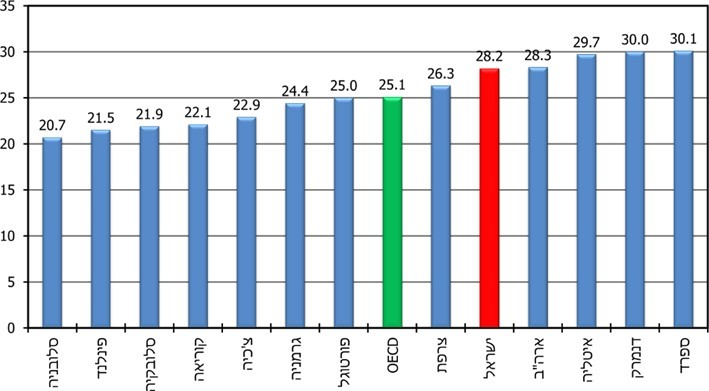 35
30
25
20
15
10
5
0
20.7
21.5
21.9
22.1
22.9
24.4
25.0
25.1
26.3
28.2
28.3
29.7
30.0
30.1
סלובניה
פינלנד
סלובקיה
קוריאה
צ'כיה
גרמניה
פורטוגל
OECD
צרפת
ישראל
ארה"ב
איטליה
דנמרק
ספרד